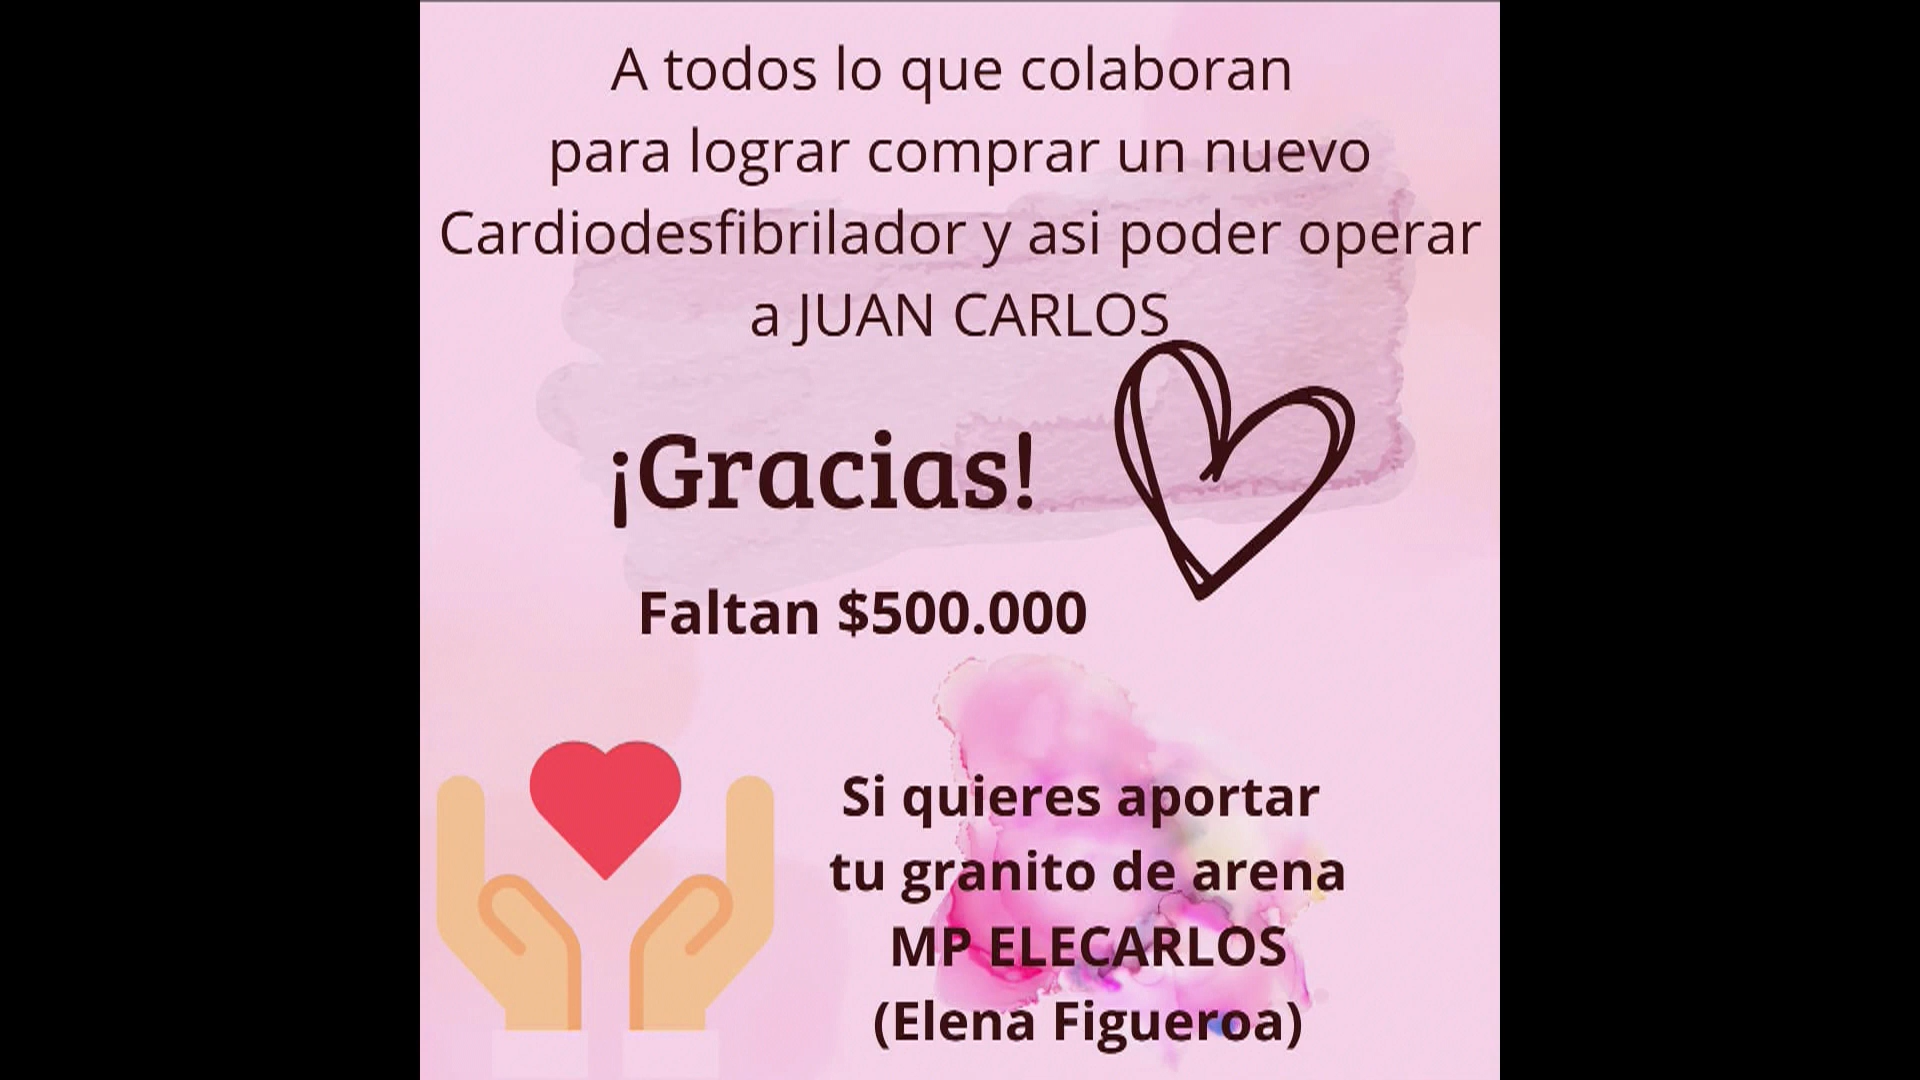 A todos lo que colaboran
para lograr comprar un nuevo
Cardiodesfibrilador y asi poder operar
a JUAN CARLOS
¡Gracias!
Faltan $500.000
Si quieres aportar
tu granito de arena
MP ELECARLOS
(Elena Figueroa)